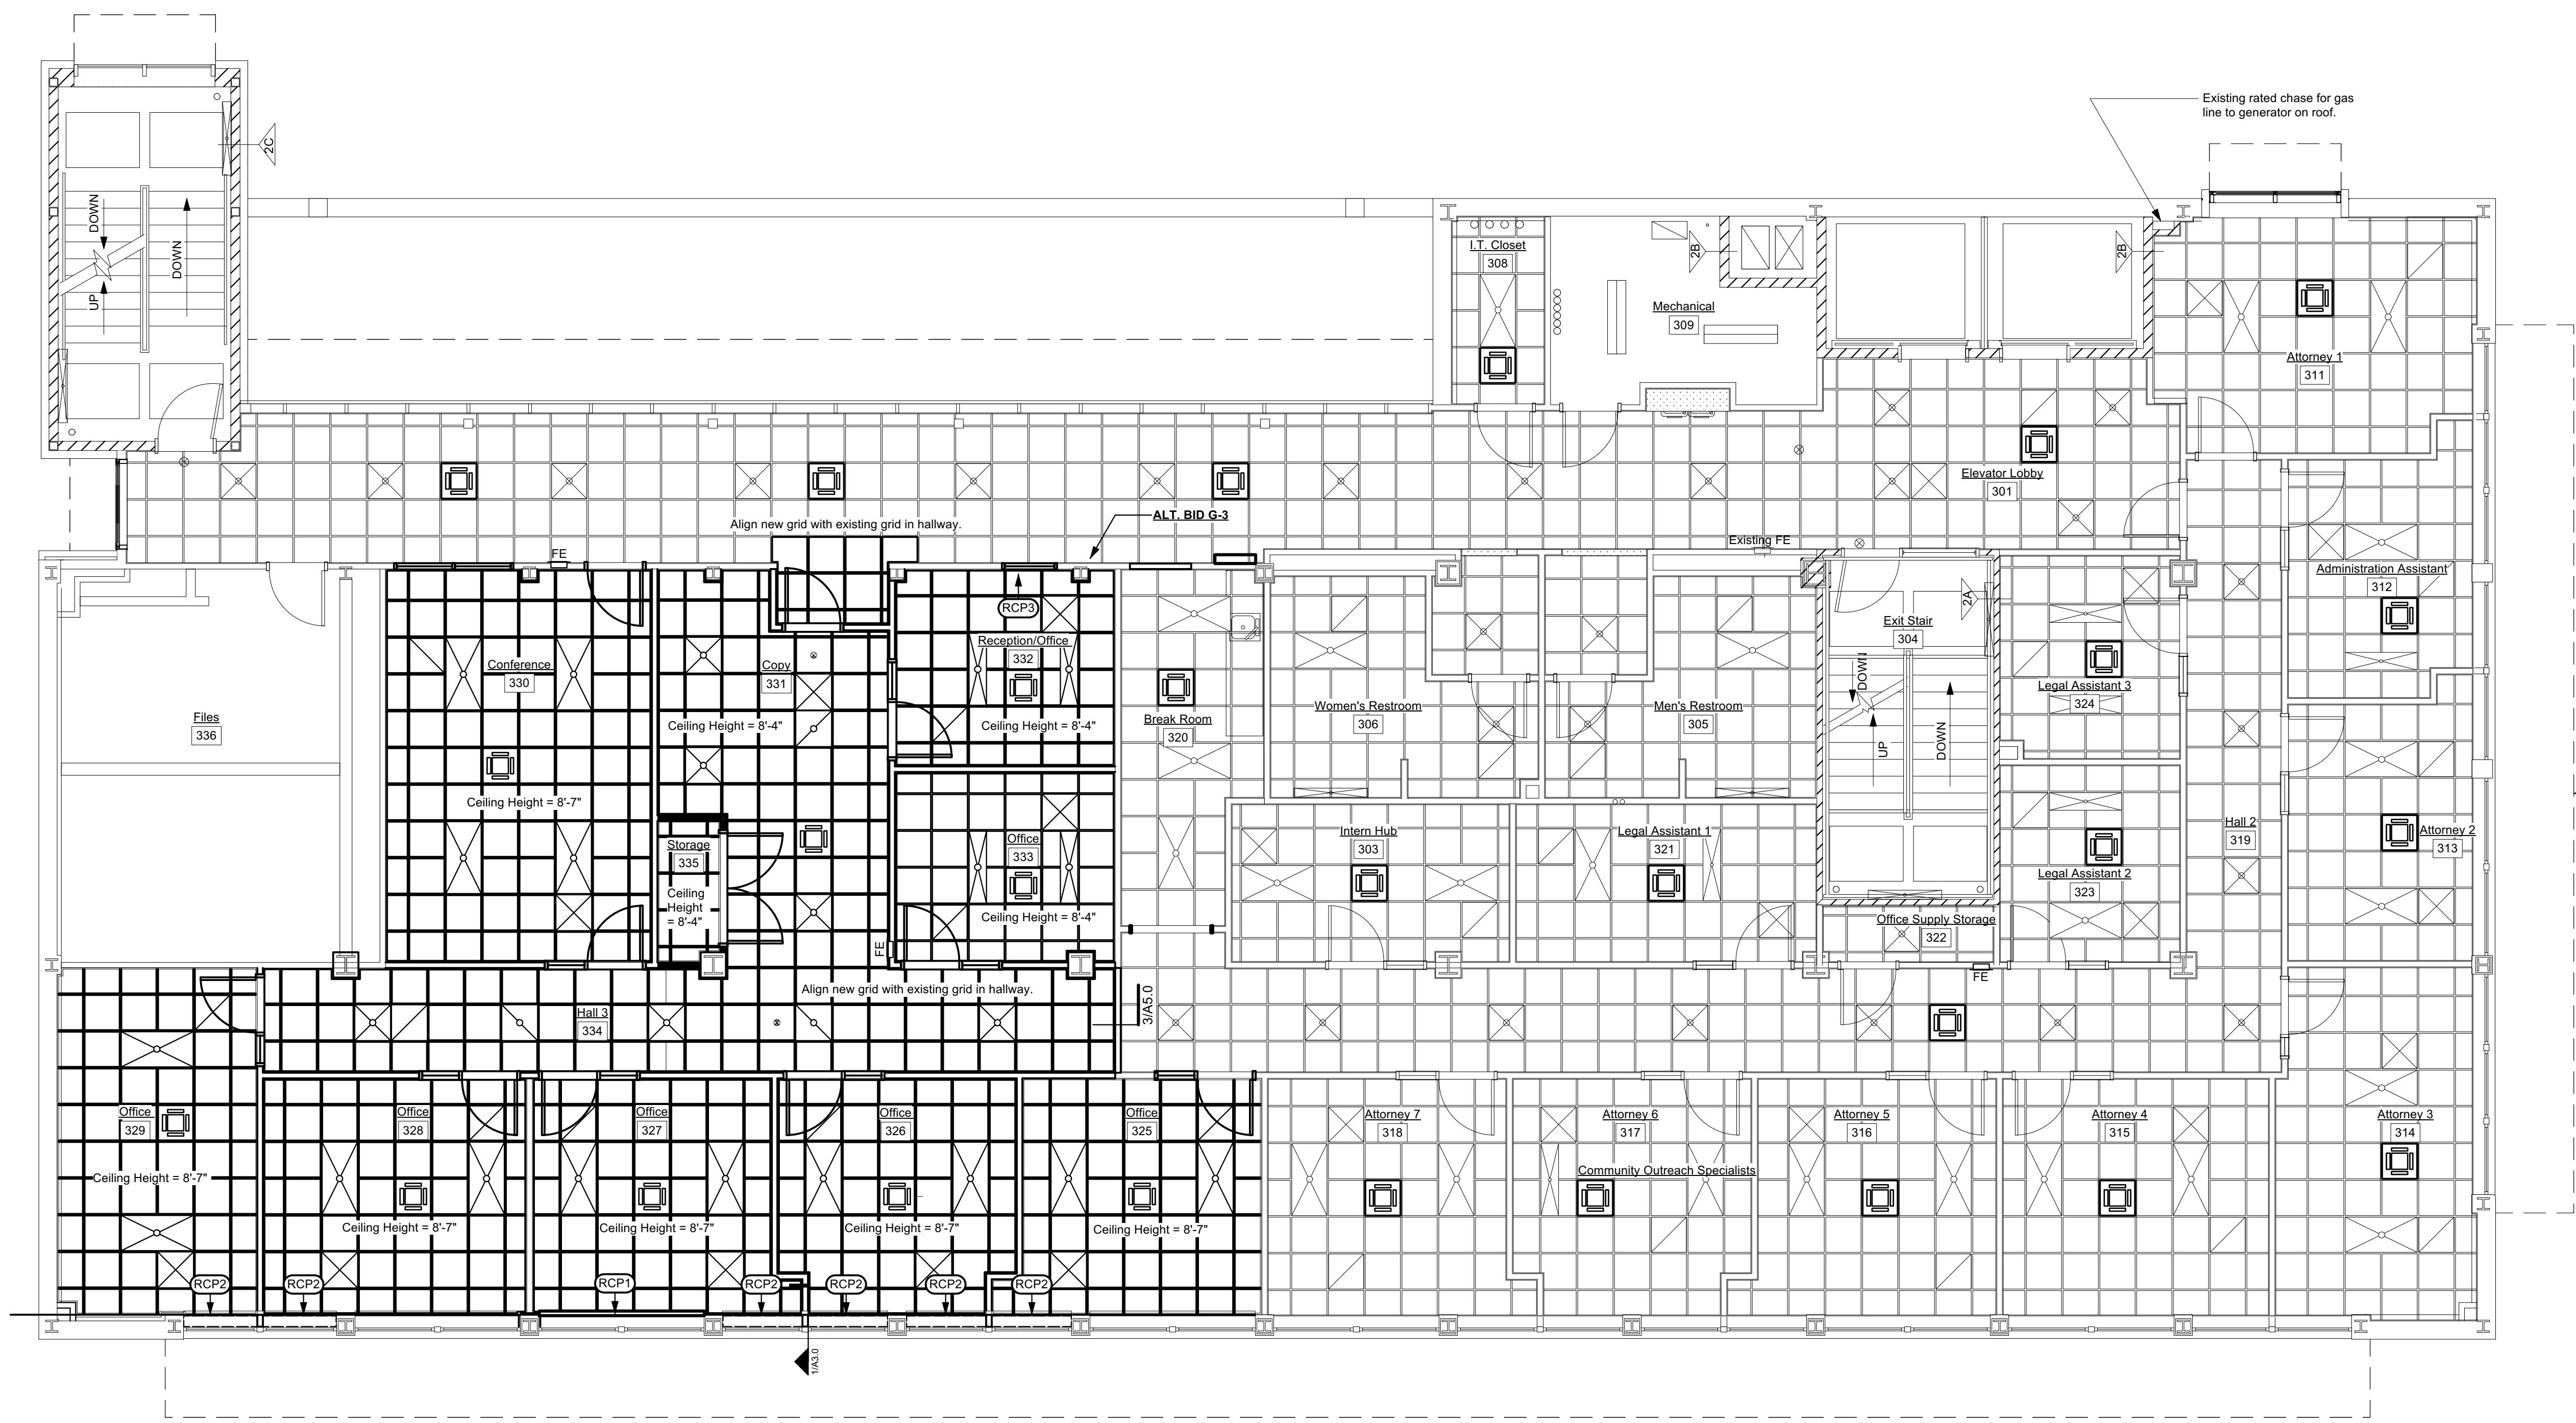 Existing rated chase for gas
line to generator on roof.
2C
DOWN
DOWN
UP
I.T. Closet
308
2B
2B
Mechanical
309
Attorney 1
311
Elevator Lobby
301
Align new grid with existing grid in hallway.
ALT. BID G-3
FE
Existing FE
Administration Assistant
312
RCP3
2A
Exit Stair
304
Reception/Office
332
Conference
330
Copy
331
DOWN
UP
DOWN
Legal Assistant 3
324
Files
336
Ceiling Height = 8'-4"
Ceiling Height = 8'-4"
Break Room
320
Women's Restroom
306
Men's Restroom
305
Ceiling Height = 8'-7"
Hall 2
319
Attorney 2
313
Storage
335
Office
333
Intern Hub
303
Legal Assistant 1
321
Legal Assistant 2
323
Ceiling
Height
= 8'-4"
Ceiling Height = 8'-4"
Office Supply Storage
322
FE
FE
Align new grid with existing grid in hallway.
Hall 3
334
3/A5.0
Office
329
Office
328
Office
327
Office
326
Office
325
Attorney 7
318
Attorney 6
317
Attorney 5
316
Attorney 4
315
Attorney 3
314
Community Outreach Specialists
Ceiling Height = 8'-7"
Ceiling Height = 8'-7"
Ceiling Height = 8'-7"
Ceiling Height = 8'-7"
Ceiling Height = 8'-7"
RCP2
RCP2
RCP1
RCP2
RCP2
RCP2
RCP2
1/A3.0